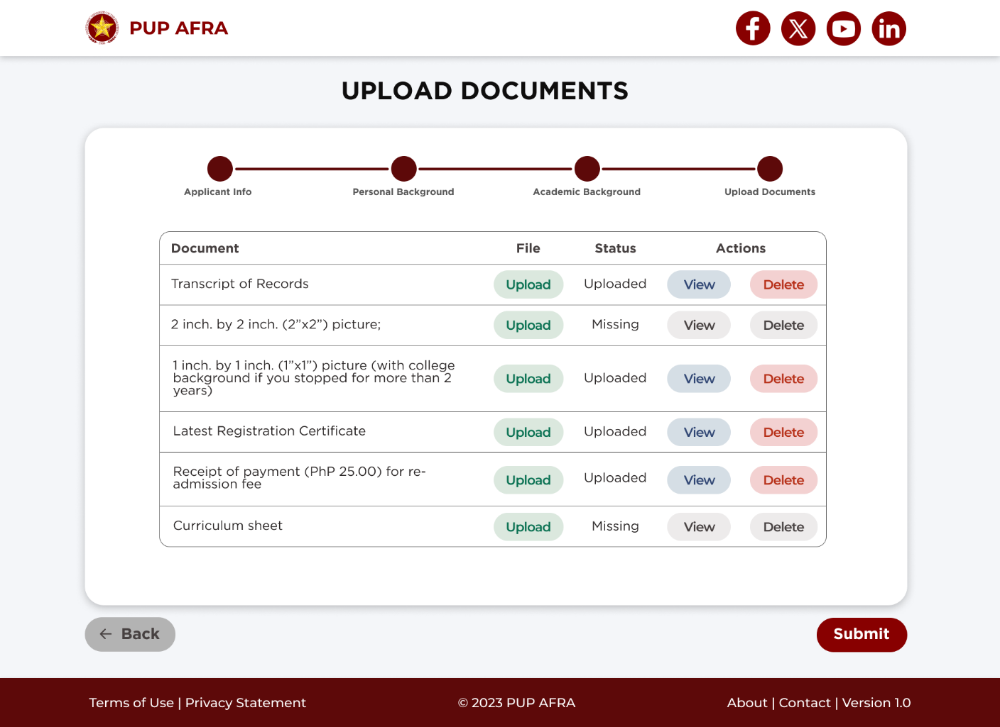 PUP AFRA
UPLOAD DOCUMENTS
Applicant Info
Personal Background
Academic Background
Upload Documents
Document File Status Actions
Transcript of Records Upload Uploaded View Delete
2 inch. by 2 inch. (2”x2”) picture; Upload Missing View Delete
1 inch. by 1 inch. (1”x1”) picture (with college
background if you stopped for more than 2
years)
Upload Uploaded View Delete
Latest Registration Certificate Upload Uploaded View Delete
Receipt of payment (PhP 25.00) for re-
admission fee
Upload Uploaded View Delete
Curriculum sheet Upload Missing View Delete
← Back
Submit
Terms of Use | Privacy Statement
© 2023 PUP AFRA
About | Contact | Version 1.0